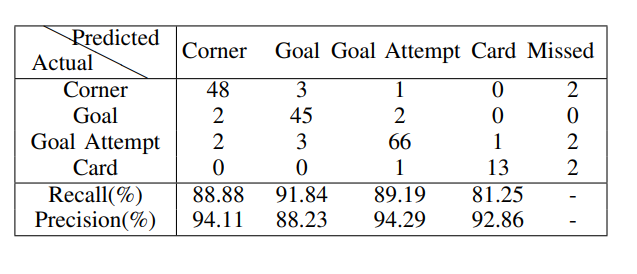 Predicted
Actual
Corner Goal Goal Attempt Card Missed
Corner 48 3 1 0 2
Goal 2 45 2 0 0
Goal Attempt 2 3 66 1 2
Card 0 0 1 13 2
Recall(%) 88.88 91.84 89.19 81.25 -
Precision(%) 94.11 88.23 94.29 92.86 -